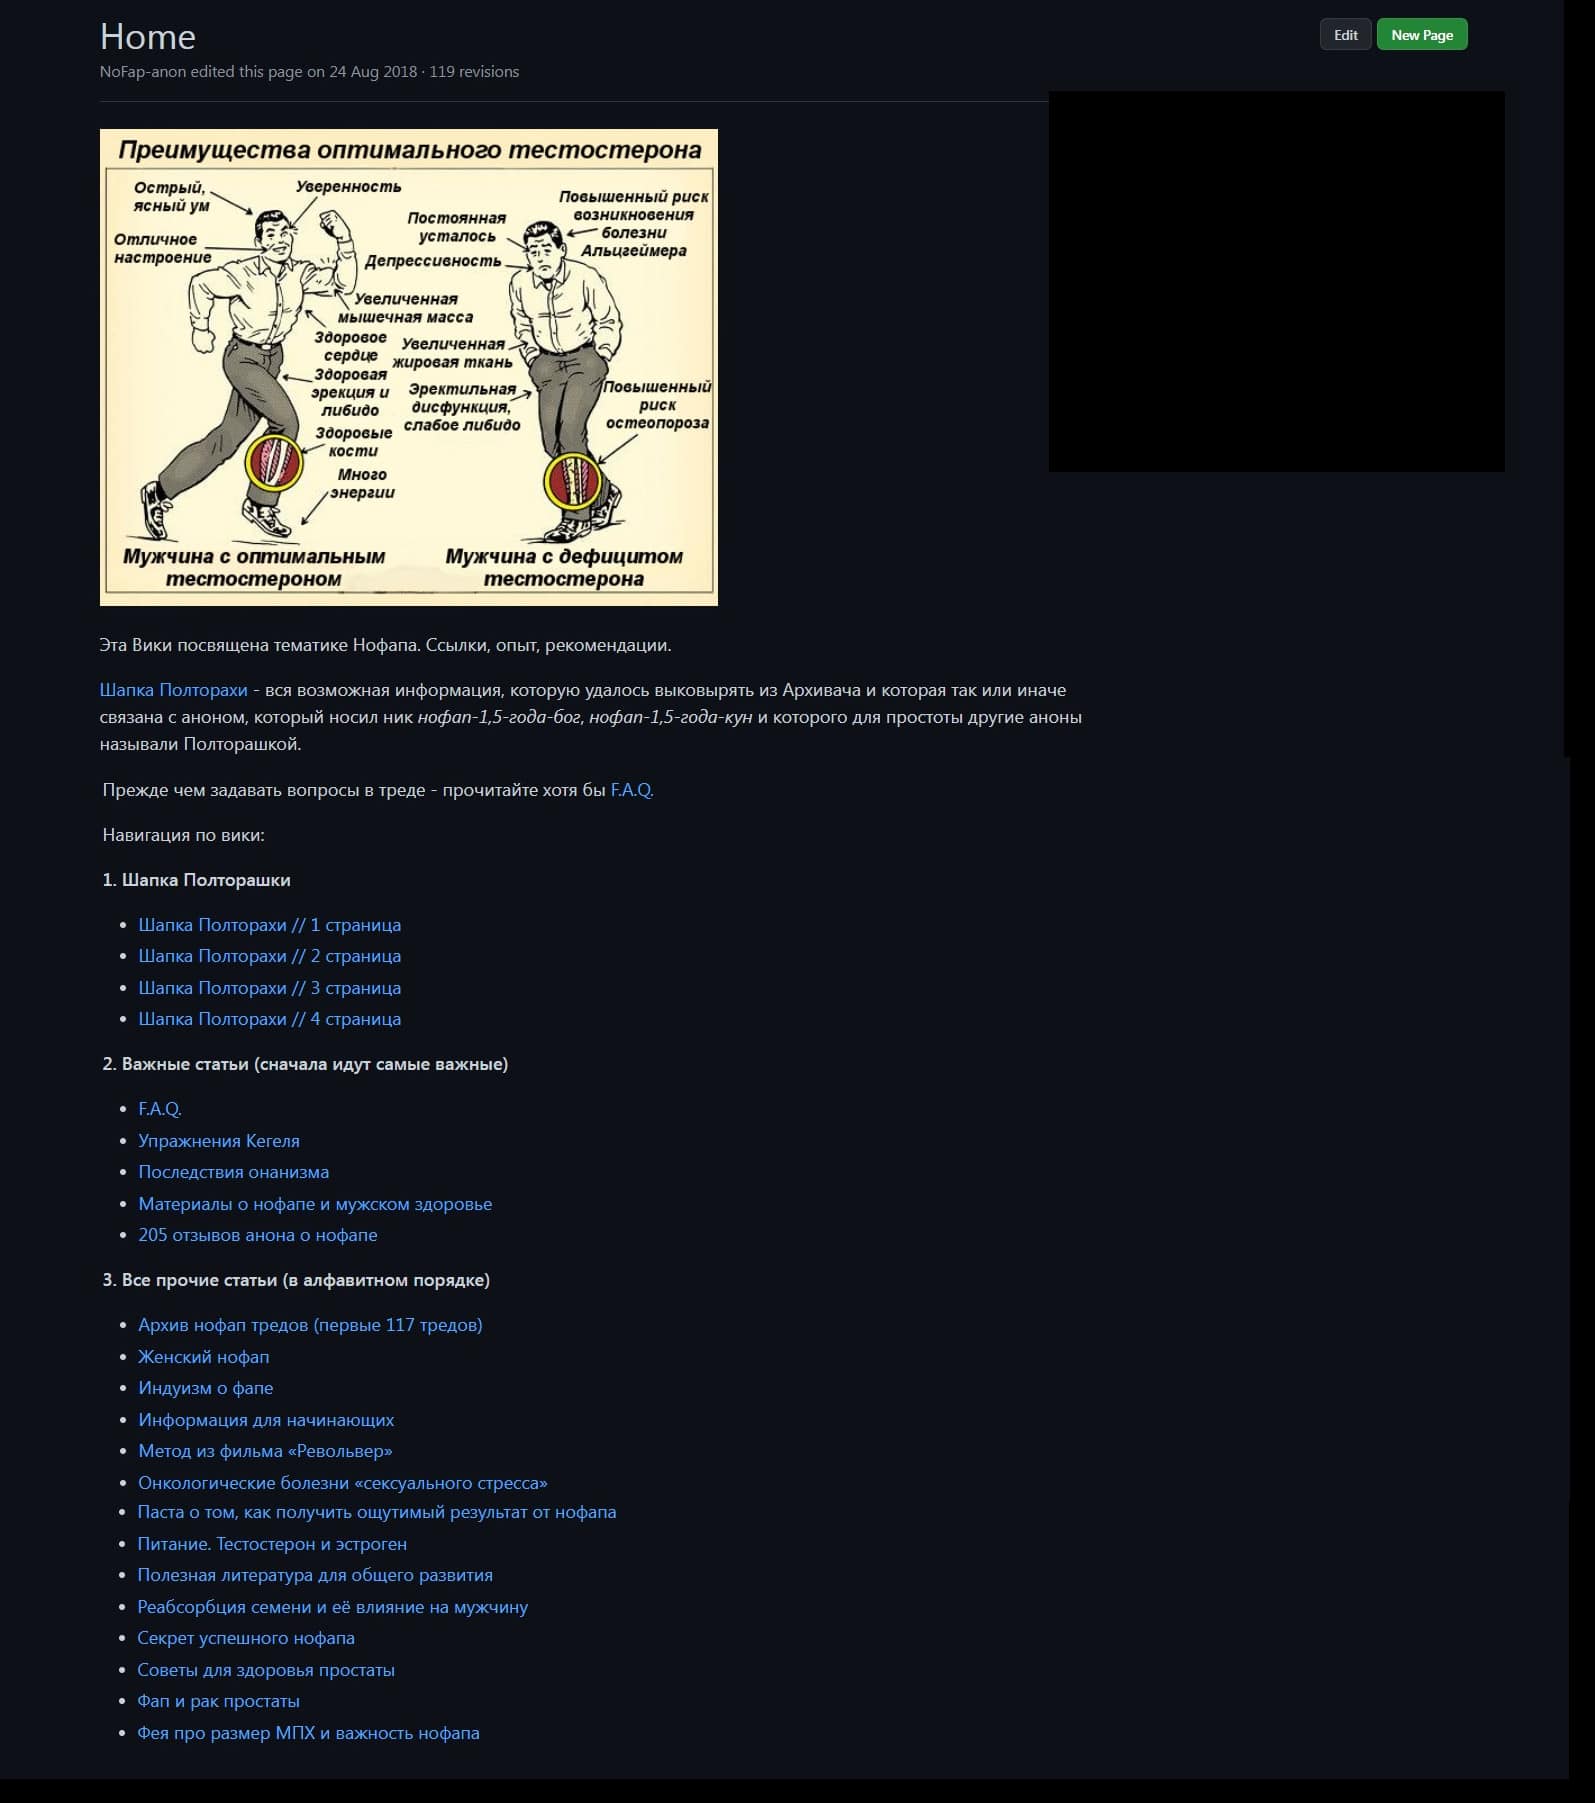 Home
Edit
New Page
NoFap-anon edited this page on 24 Aug 2018 · 119 revisions
Преимущества оптимального тестостерона
Острый,
ясный ум
Уверенность
Отличное
настроение
Увеличенная
мышечная масса
Здоровое
сердце
Здоровая
эрекция и
либидо
Здоровые
кости
Много
энергии
Мужчина с оптимальным
тестостероном
Постоянная
усталось
Повышенный риск
возникновения
болезни
Альцгеймера
Депрессивность
Увеличенная
жировая ткань
Эректильная
дисфункция,
слабое либидо
Повышенный
риск
остеопороза
Мужчина с дефицитом
тестостерона
Эта Вики посвящена тематике Нофапа. Ссылки, опыт, рекомендации.
Шапка Полторахи - вся возможная информация, которую удалось выковырять из Архивача и которая так или иначе
связана с аноном, который носил ник нофап-1,5-года-бог, нофап-1,5-года-кун и которого для простоты другие аноны
называли Полторашкой.
Прежде чем задавать вопросы в треде - прочитайте хотя бы F.A.Q.
Навигация по вики:
1. Шапка Полторашки
• Шапка Полторахи // 1 страница
• Шапка Полторахи // 2 страница
• Шапка Полторахи // 3 страница
• Шапка Полторахи // 4 страница
2. Важные статьи (сначала идут самые важные)
• F.A.Q.
• Упражнения Кегеля
• Последствия онанизма
• Материалы о нофапе и мужском здоровье
• 205 отзывов анона о нофапе
3. Все прочие статьи (в алфавитном порядке)
• Архив нофап тредов (первые 117 тредов)
• Женский нофап
• Индуизм о фапе
• Информация для начинающих
• Метод из фильма «Револьвер»
• Онкологические болезни «сексуального стресса»
• Паста о том, как получить ощутимый результат от нофапа
• Питание. Тестостерон и эстроген
• Полезная литература для общего развития
• Реабсорбция семени и её влияние на мужчину
• Секрет успешного нофапа
• Советы для здоровья простаты
• Фап и рак простаты
• Фея про размер МПХ и важность нофапа